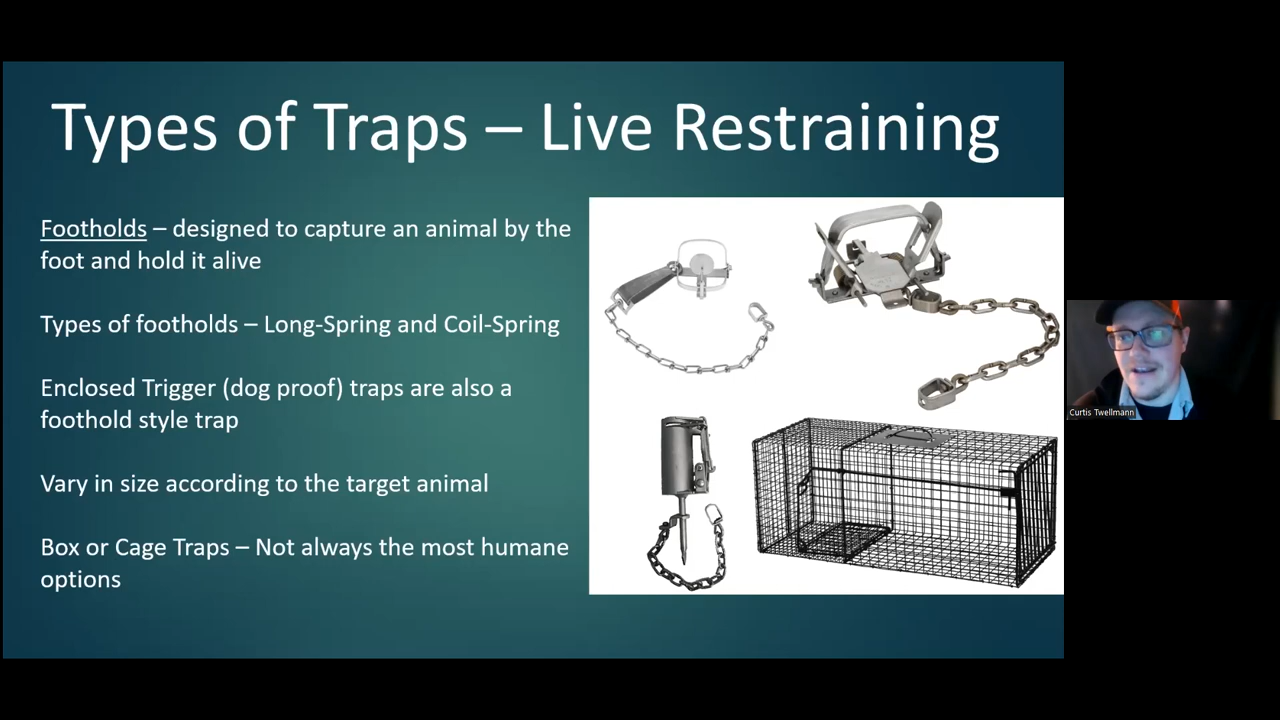 Types of Traps – Live Restraining
Footholds – designed to capture an animal by the
foot and hold it alive
Types of footholds – Long-Spring and Coil-Spring
Enclosed Trigger (dog proof) traps are also a
foothold style trap
Vary in size according to the target animal
Box or Cage Traps – Not always the most humane
options
Curtis Twellmann